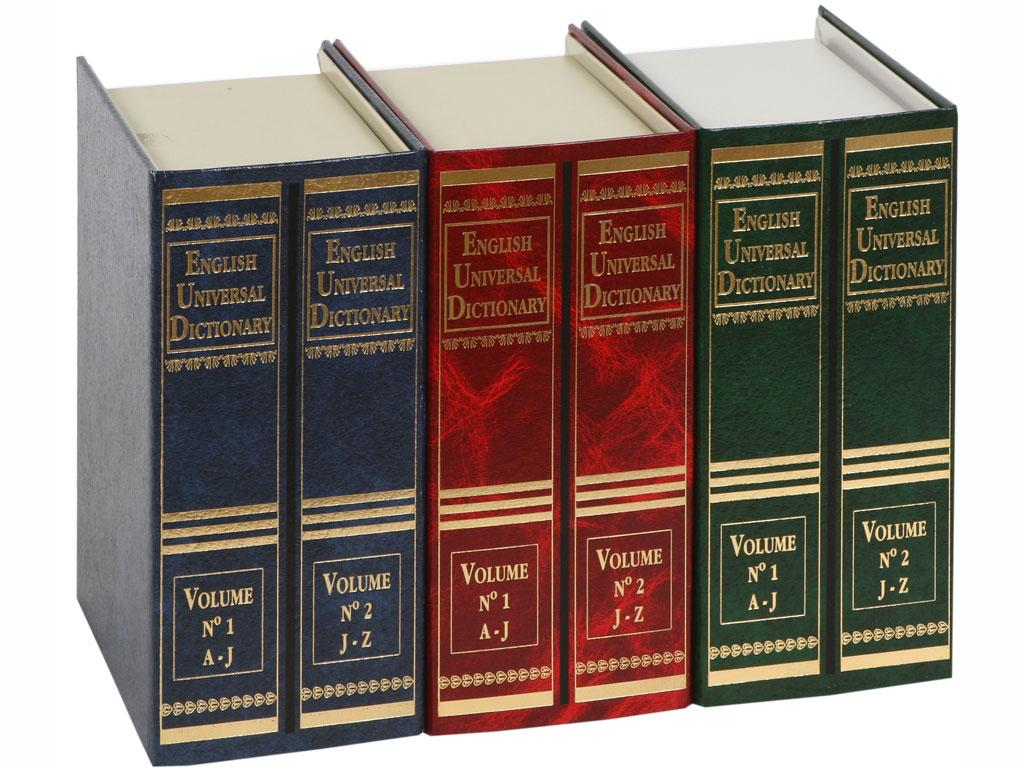 ENGLISH
UNIVERSAL
DICTIONARY
VOLUME
Nº 1
A - J
ENGLISH
UNIVERSAL
DICTIONARY
VOLUME
Nº 2
J - Z
ENGLISH
UNIVERSAL
DICTIONARY
VOLUME
Nº 1
A - J
ENGLISH
UNIVERSAL
DICTIONARY
VOLUME
Nº 2
J - Z
ENGLISH
UNIVERSAL
DICTIONARY
VOLUME
Nº 1
A - J
ENGLISH
UNIVERSAL
DICTIONARY
VOLUME
Nº 2
J - Z